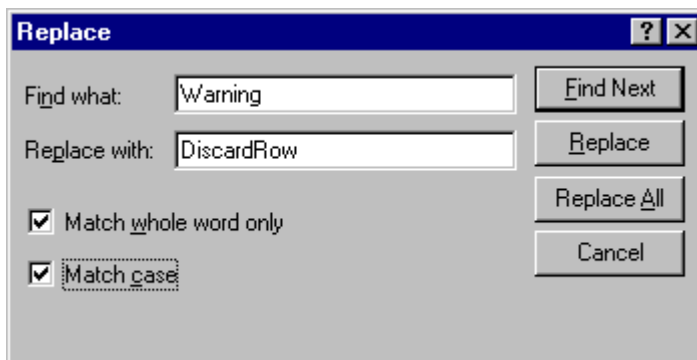 Replace
Find what: Warning
Find Next
Replace with: DiscardRow
Replace
Match whole word only
Replace All
Match case
Cancel